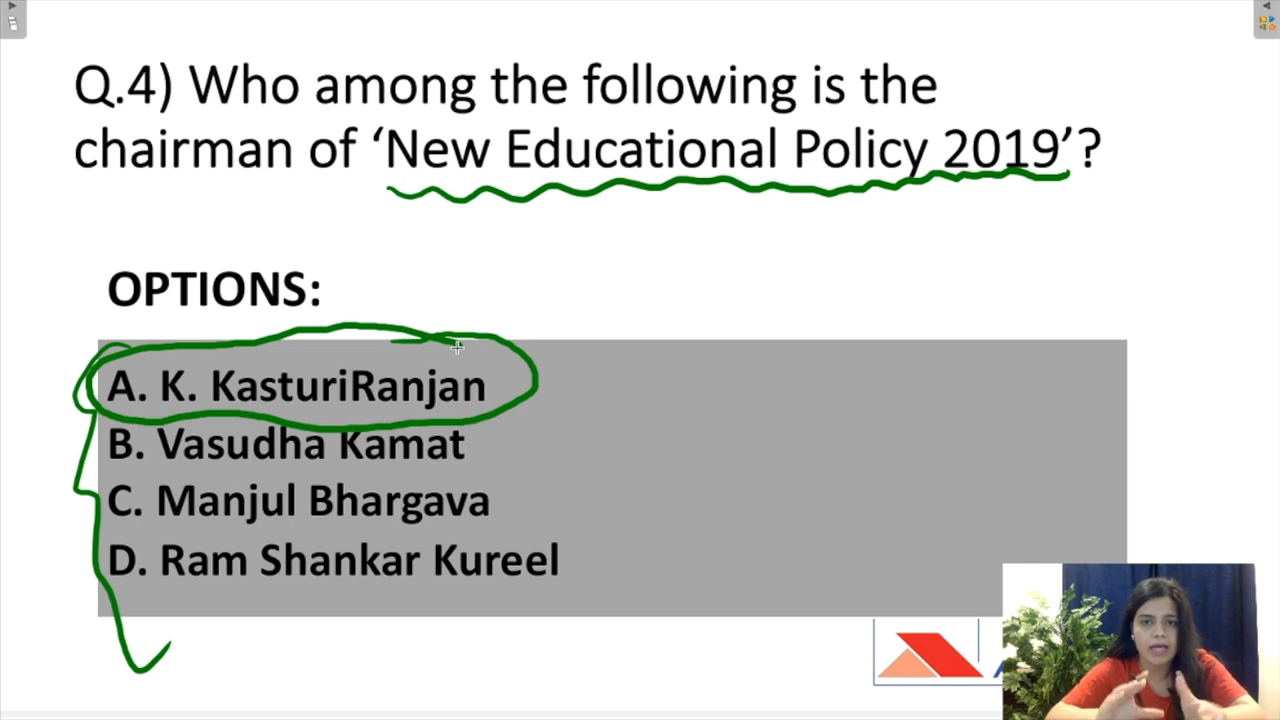 Q.4) Who among the following is the
chairman of ‘New Educational Policy 2019’?
OPTIONS:
A. K. KasturiRanjan
B. Vasudha Kamat
C. Manjul Bhargava
D. Ram Shankar Kureel